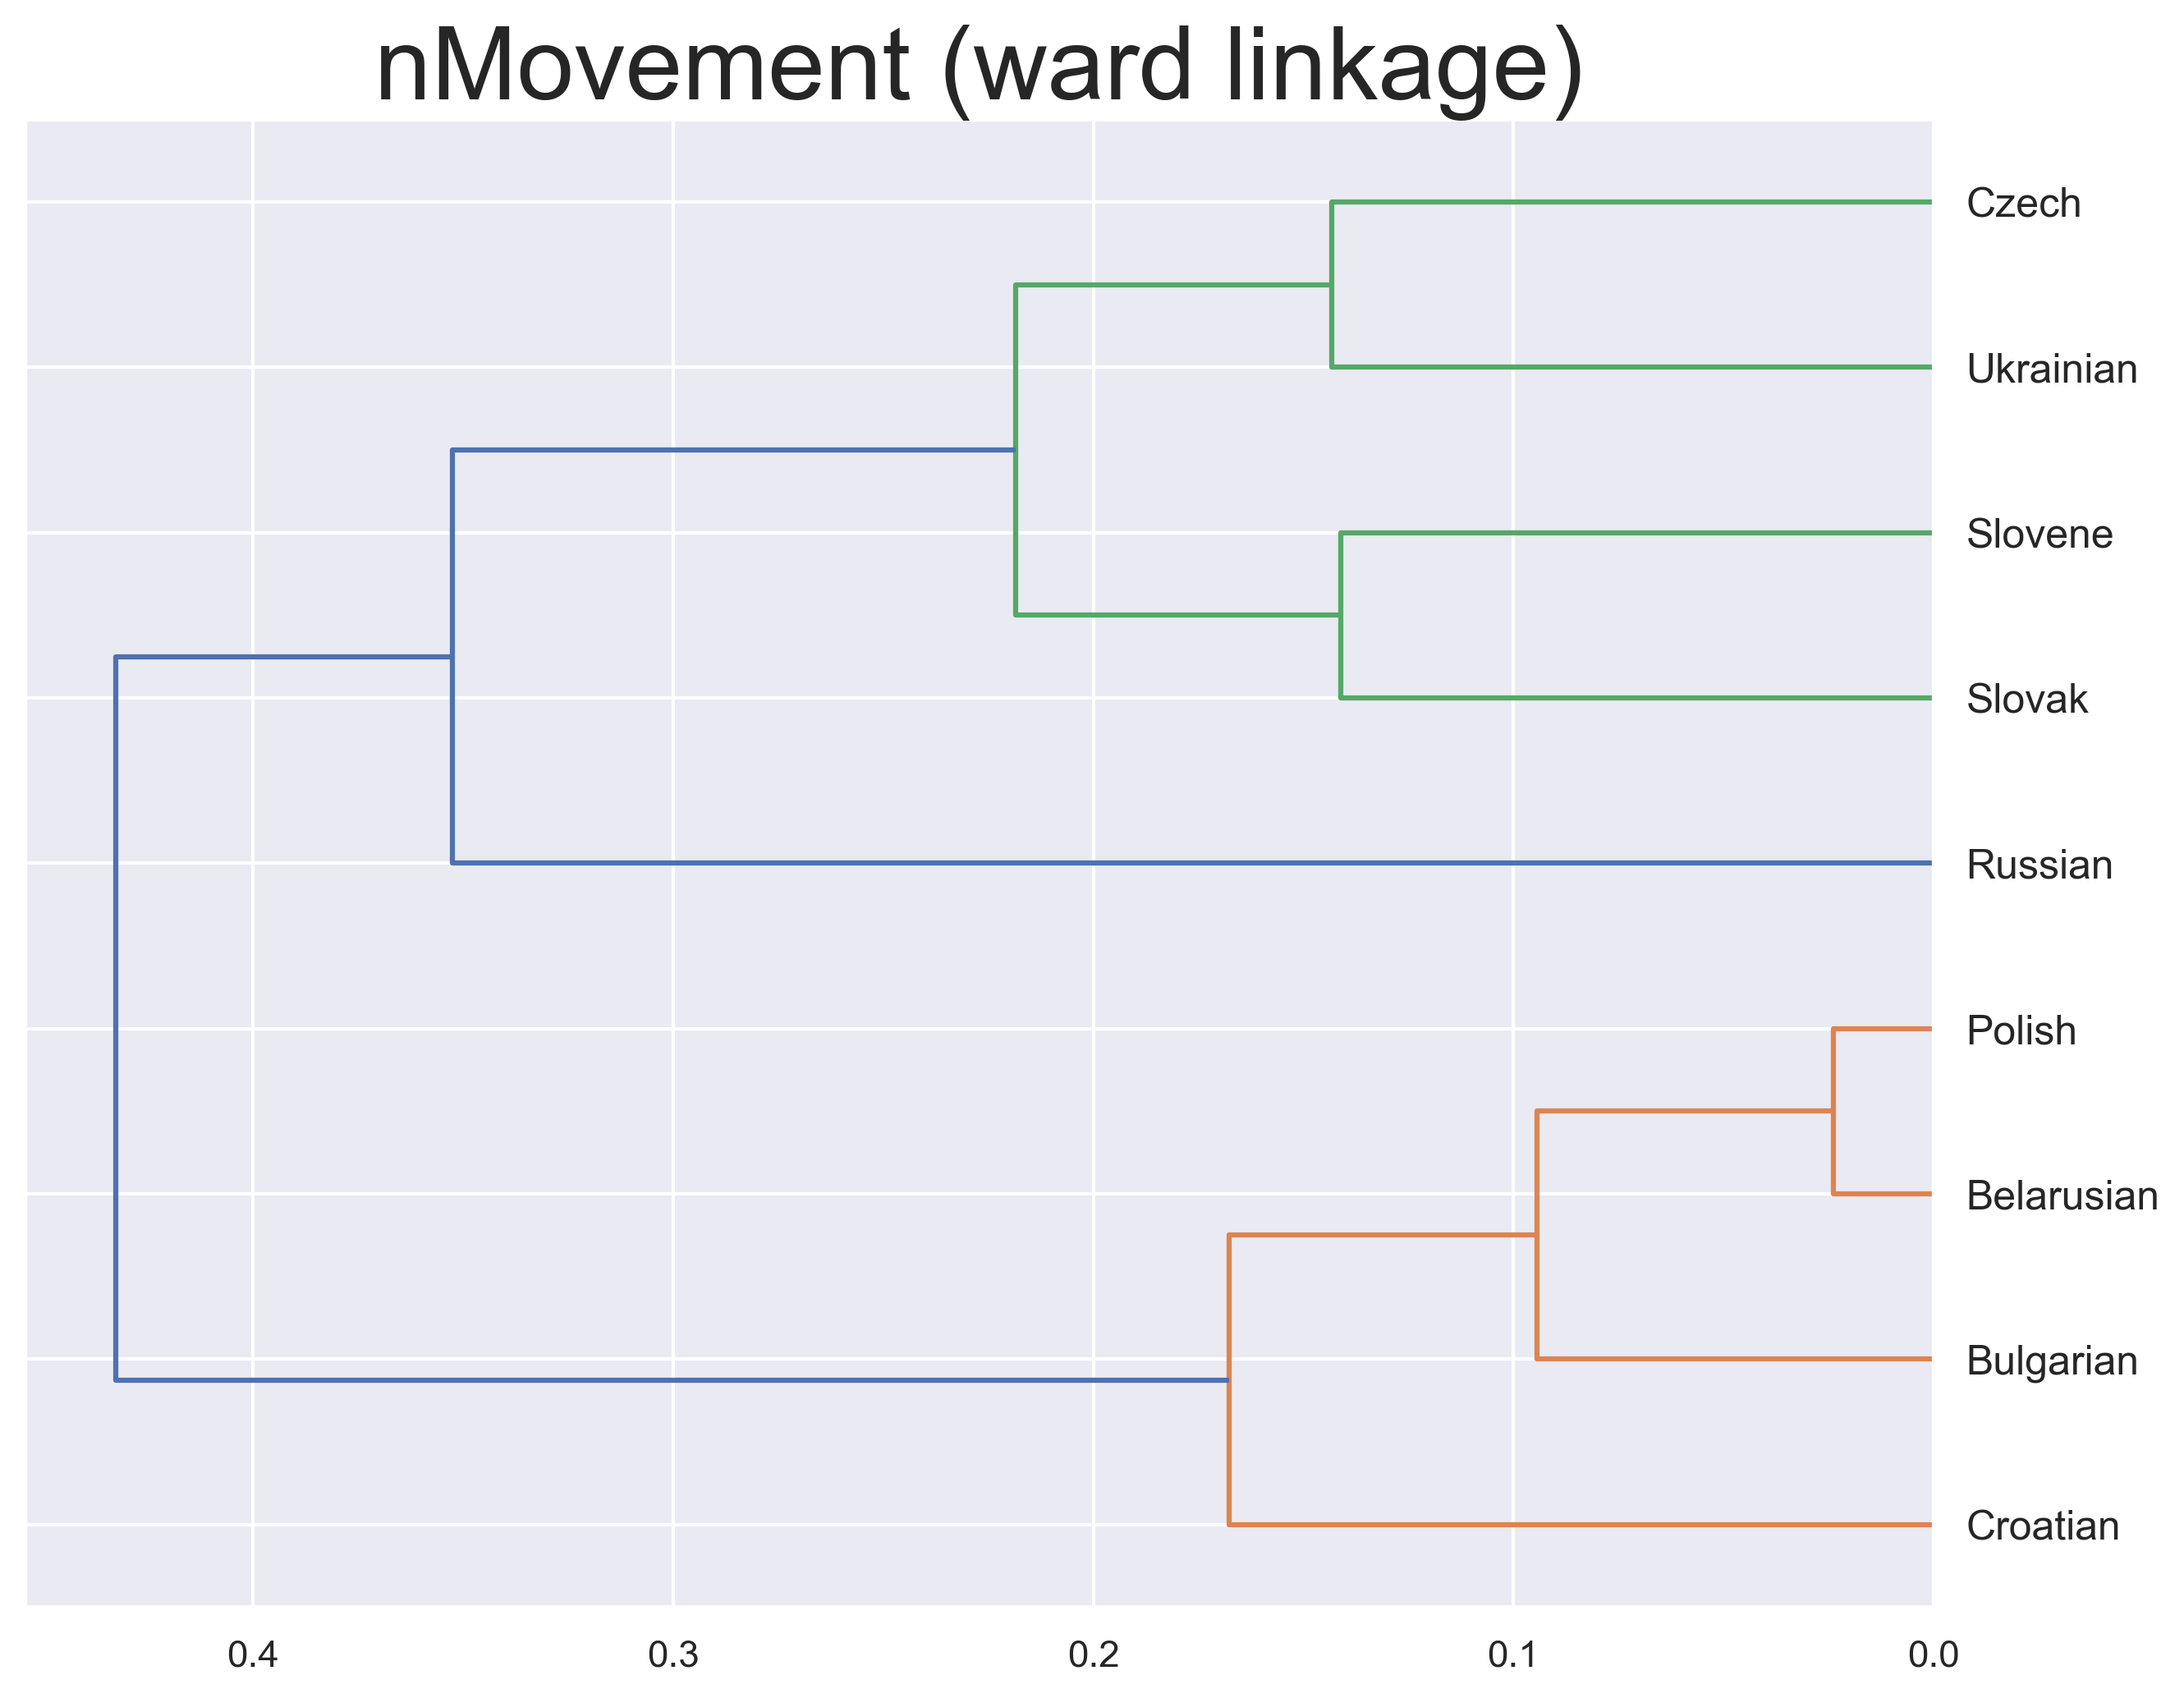 nMovement (ward linkage)
Czech
Ukrainian
Slovene
Slovak
Russian
Polish
Belarusian
Bulgarian
Croatian
0.4 0.3 0.2 0.1 0.0